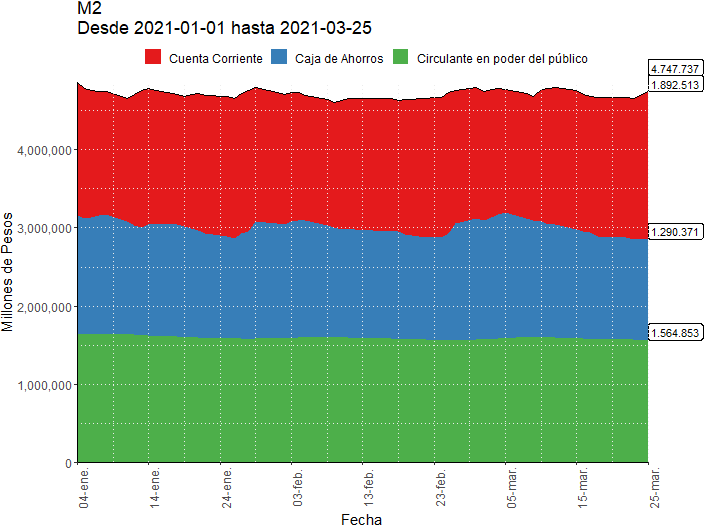 M2
Desde 2021-01-01 hasta 2021-03-25
Cuenta Corriente Caja de Ahorros Circulante en poder del público
4.747.737
1.892.513
4,000,000
3,000,000
1.290.371
2,000,000
1.564.853
1,000,000
0
Millones de Pesos
04-ene.
14-ene.
24-ene.
03-feb.
13-feb.
23-feb.
05-mar.
15-mar.
25-mar.
Fecha